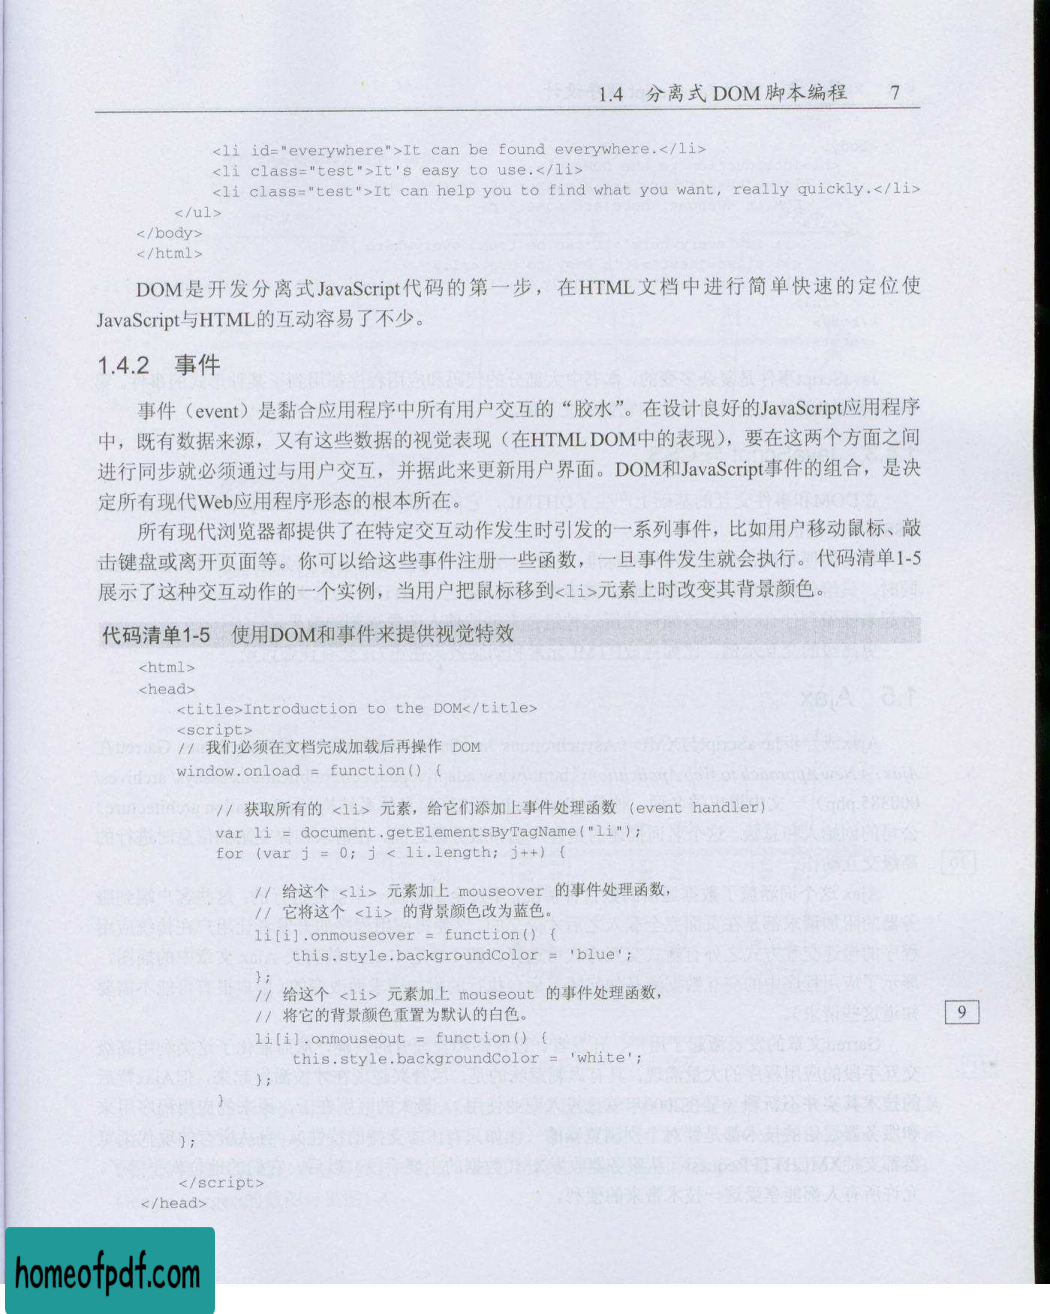 1.4 分离式 DOM 脚本编程 7
<li id="everywhere">It can be found everywhere.</li>
<li class="test">It's easy to use.</li>
<li class="test">It can help you to find what you want, really quickly.</li>
</ul>
</body>
</html>
DOM是开发分离式JavaScript代码的第一步，在HTML文档中进行简单快速的定位使
JavaScript与HTML的互动容易了不少。
1.4.2 事件
事件（event）是黏合应用程序中所有用户交互的“胶水”。在设计良好的JavaScript应用程序
中，既有数据来源，又有这些数据的视觉表现（在HTML DOM中的表现），要在这两个方面之间
进行同步就必须通过与用户交互，并据此来更新用户界面。DOM和JavaScript事件的组合，是决
定所有现代Web应用程序形态的根本所在。
所有现代浏览器都提供了在特定交互动作发生时引发的一系列事件，比如用户移动鼠标、敲
击键盘或离开页面等。你可以给这些事件注册一些函数，一旦事件发生就会执行。代码清单1-5
展示了这种交互动作的一个实例，当用户把鼠标移到<li>元素上时改变其背景颜色。
代码清单1-5 使用DOM和事件来提供视觉特效
<html>
<head>
<title>Introduction to the DOM</title>
<script>
// 我们必须在文档完成加载后再操作 DOM
window.onload = function() {
// 获取所有的 <li> 元素，给它们添加上事件处理函数 (event handler)
var li = document.getElementsByTagName("li");
for (var j = 0; j < li.length; j++) {
// 给这个 <li> 元素加上 mouseover 的事件处理函数，
// 它将这个 <li> 的背景颜色改为蓝色。
li[i].onmouseover = function() {
this.style.backgroundColor = 'blue';
};
// 给这个 <li> 元素加上 mouseout 的事件处理函数，
// 将它的背景颜色重置为默认的白色。
li[i].onmouseout = function() {
this.style.backgroundColor = 'white';
};
}
};
</script>
</head>
9
homeofpdf.com